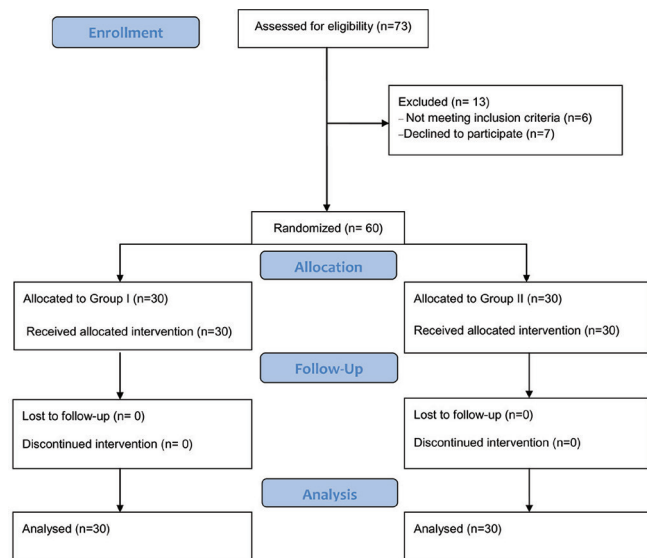 Enrollment
Assessed for eligibility (n=73)
Excluded (n= 13)
– Not meeting inclusion criteria (n=6)
–Declined to participate (n=7)
Randomized (n= 60)
Allocation
Allocated to Group I (n=30)
Received allocated intervention (n=30)
Allocated to Group II (n=30)
Received allocated intervention (n=30)
Follow-Up
Lost to follow-up (n= 0)
Discontinued intervention (n= 0)
Lost to follow-up (n=0)
Discontinued intervention (n=0)
Analysis
Analysed (n=30)
Analysed (n=30)